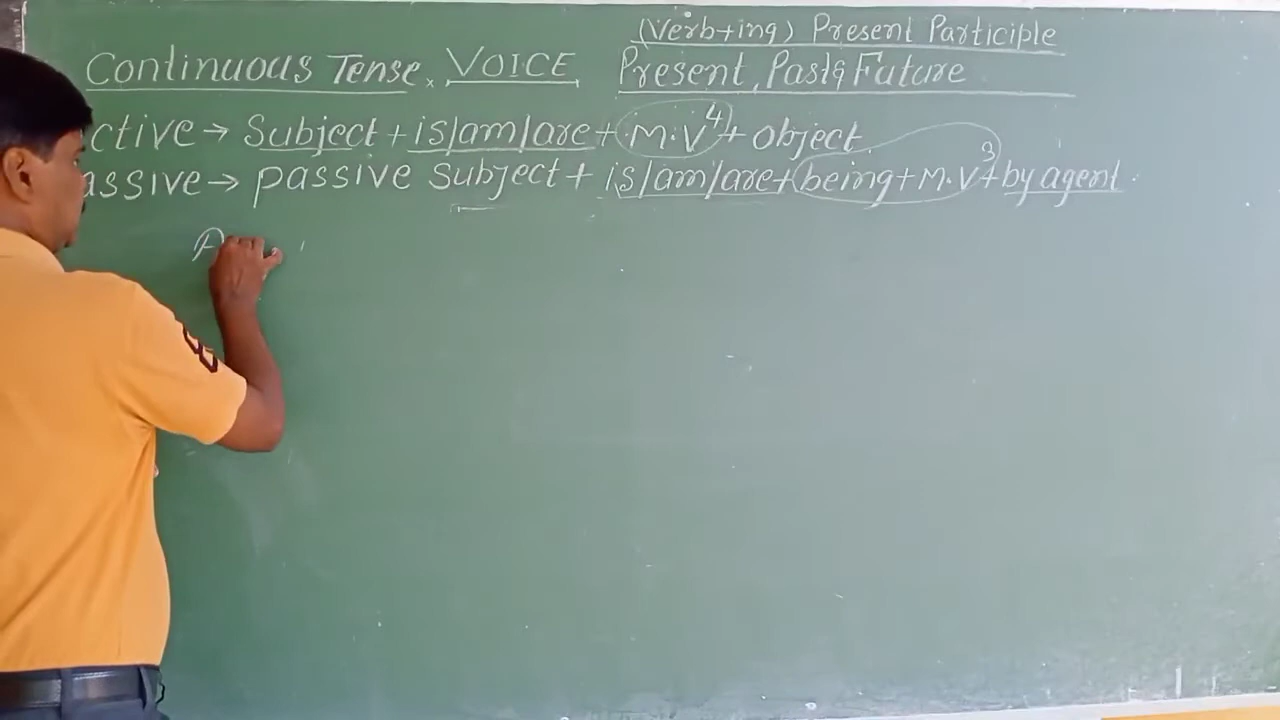 (Verb+ing) Present Participle
Continuous Tense × VOICE Present, Past & Future
ctive → Subject + is/am/are + M.V⁴ + object.
assive → passive subject + is/am/are + being + M.V³ + by agent.
A